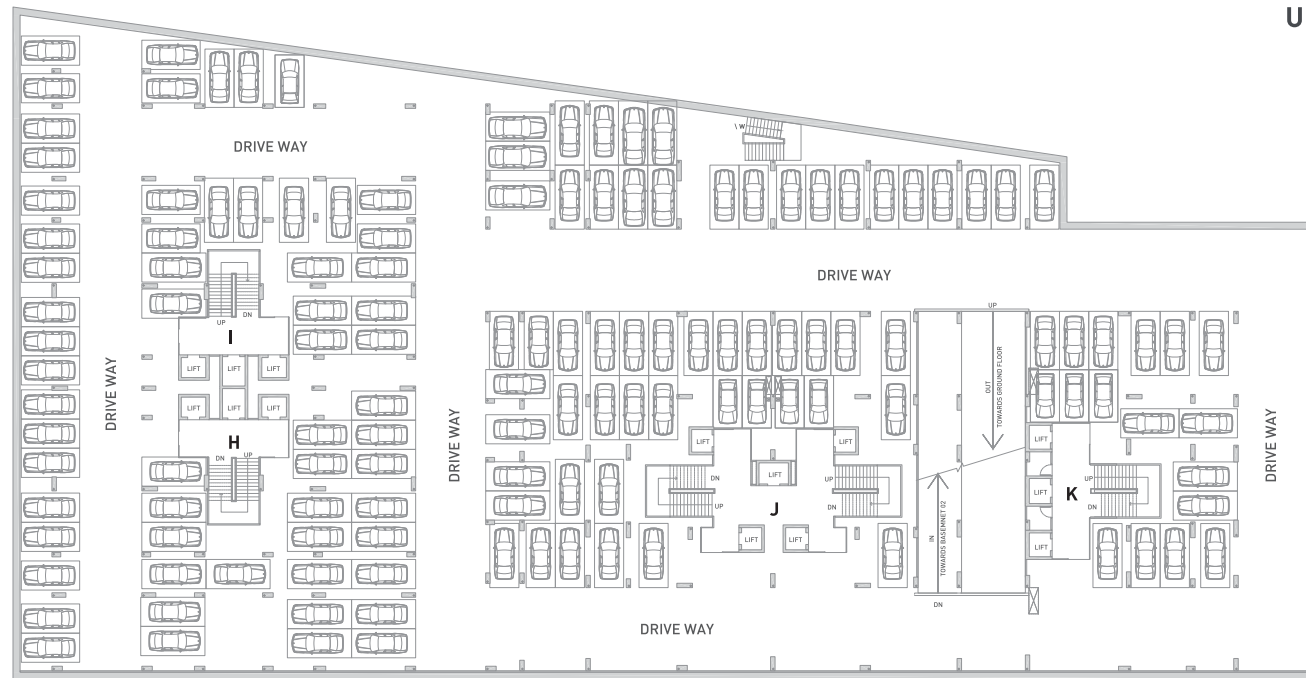 U
\ W
DRIVE WAY
DRIVE WAY
UP
DN
UP
I
LIFT
LIFT
LIFT
OUT
TOWARDS GROUND FLOOR
DRIVE WAY
LIFT
LIFT
LIFT
H
DN
UP
DRIVE WAY
LIFT
LIFT
LIFT
LIFT
DN
UP
J
UP
DN
LIFT
LIFT
IN
TOWARDS BASEMNET 02
LIFT
UP
K
DN
LIFT
DRIVE WAY
DN
DRIVE WAY